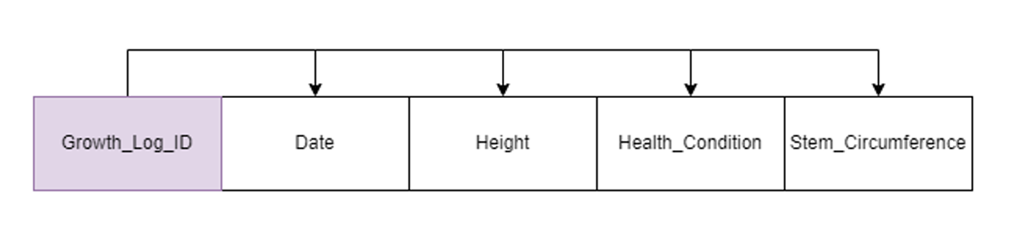 Growth_Log_ID
Date
Height
Health_Condition
Stem_Circumference